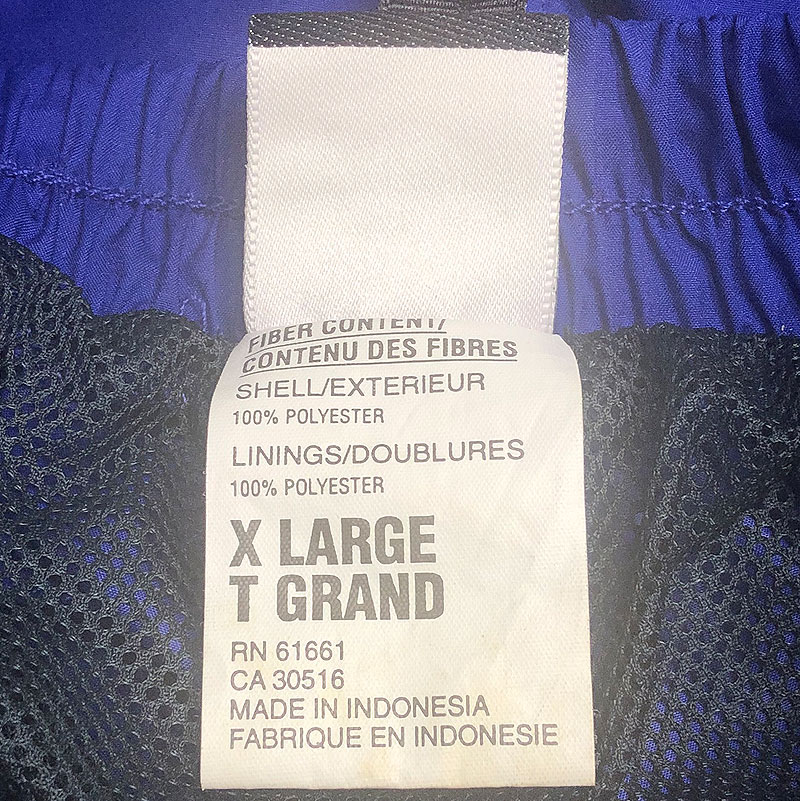 FIBER CONTENT/
CONTENU DES FIBRES
SHELL/EXTERIEUR
100% POLYESTER
LININGS/DOUBLURES
100% POLYESTER
X LARGE
T GRAND
RN 61661
CA 30516
MADE IN INDONESIA
FABRIQUE EN INDONESIE